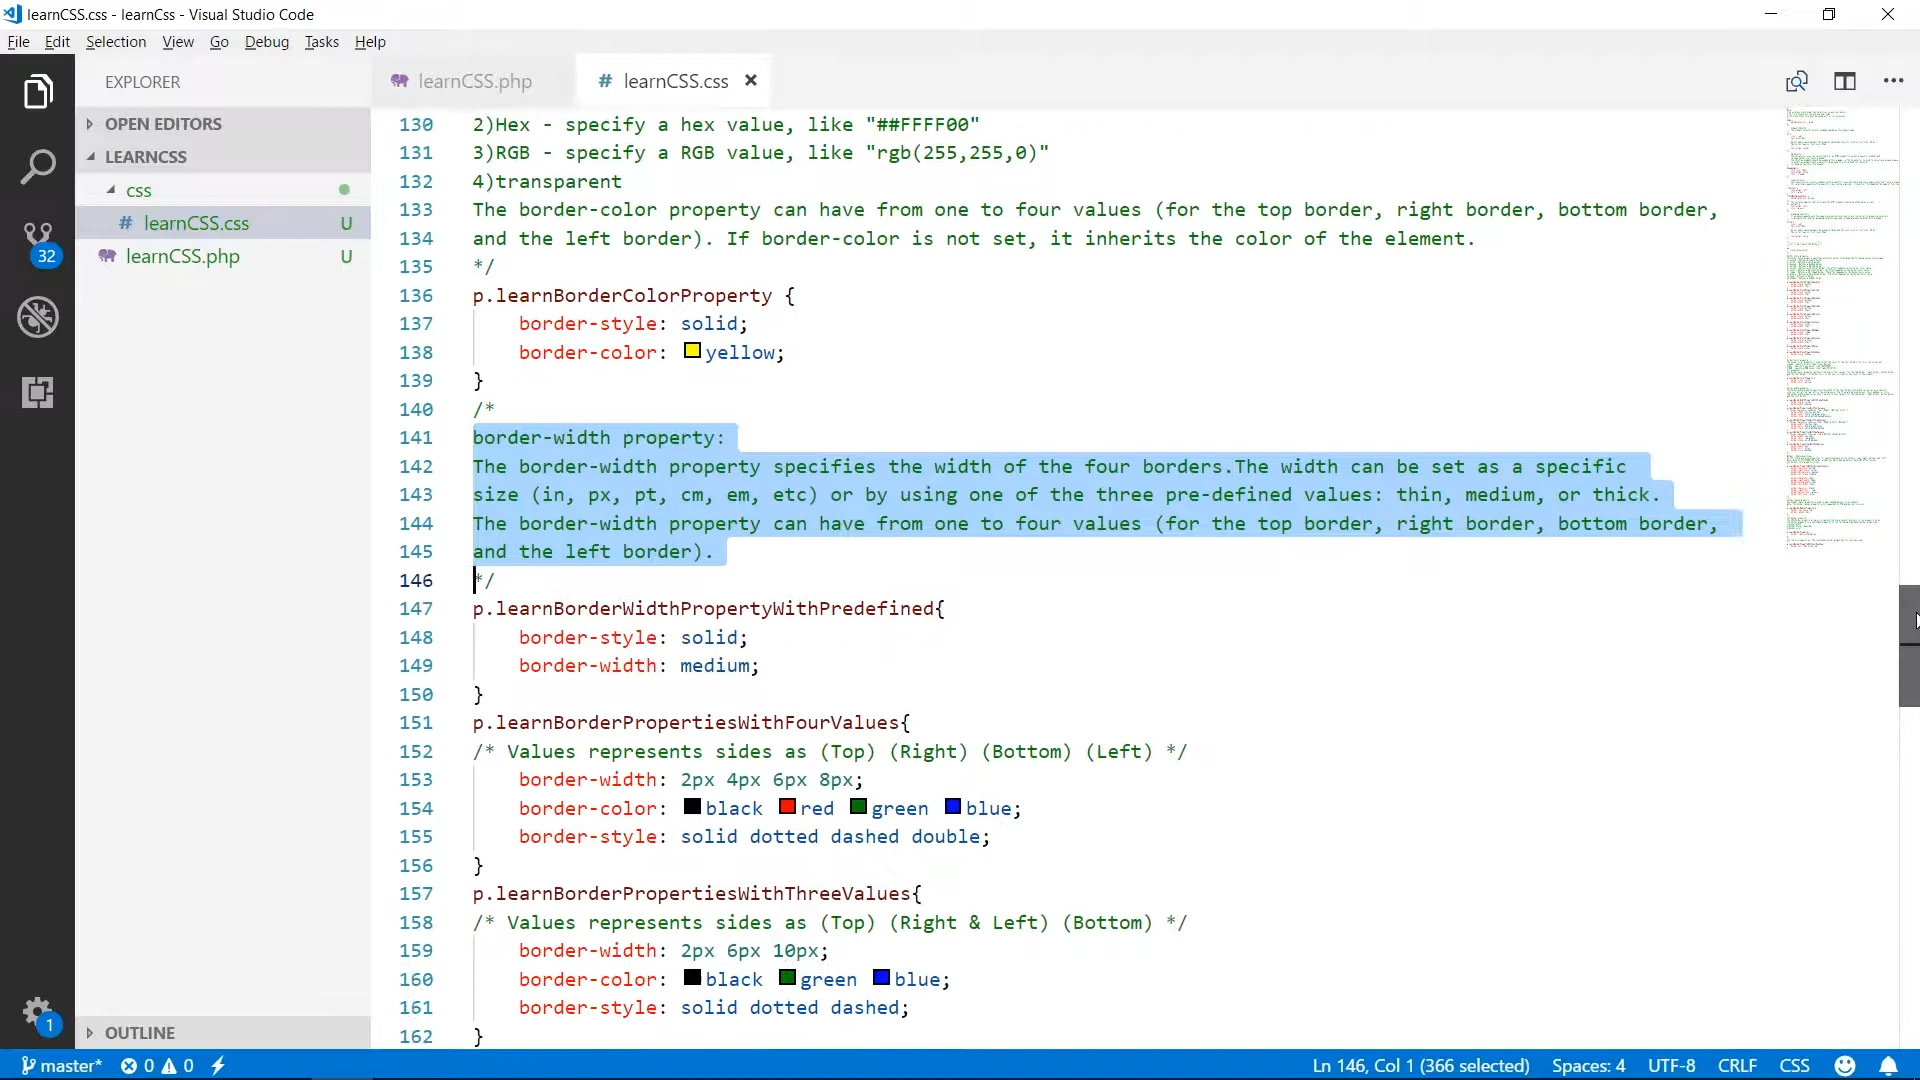 learnCSS.css - learnCss - Visual Studio Code
File Edit Selection View Go Debug Tasks Help
EXPLORER
OPEN EDITORS
LEARNCSS
css
# learnCSS.css U
learnCSS.php U
OUTLINE
32
1
learnCSS.php
# learnCSS.css
130 2)Hex - specify a hex value, like "##FFFF00"
131 3)RGB - specify a RGB value, like "rgb(255,255,0)"
132 4)transparent
133 The border-color property can have from one to four values (for the top border, right border, bottom border,
134 and the left border). If border-color is not set, it inherits the color of the element.
135 */
136 p.learnBorderColorProperty {
137 border-style: solid;
138 border-color: yellow;
139 }
140 /*
141 border-width property:
142 The border-width property specifies the width of the four borders.The width can be set as a specific
143 size (in, px, pt, cm, em, etc) or by using one of the three pre-defined values: thin, medium, or thick.
144 The border-width property can have from one to four values (for the top border, right border, bottom border,
145 and the left border).
146 */
147 p.learnBorderWidthPropertyWithPredefined{
148 border-style: solid;
149 border-width: medium;
150 }
151 p.learnBorderPropertiesWithFourValues{
152 /* Values represents sides as (Top) (Right) (Bottom) (Left) */
153 border-width: 2px 4px 6px 8px;
154 border-color: black red green blue;
155 border-style: solid dotted dashed double;
156 }
157 p.learnBorderPropertiesWithThreeValues{
158 /* Values represents sides as (Top) (Right & Left) (Bottom) */
159 border-width: 2px 6px 10px;
160 border-color: black green blue;
161 border-style: solid dotted dashed;
162 }
master* 0 0 Ln 146, Col 1 (366 selected) Spaces: 4 UTF-8 CRLF CSS